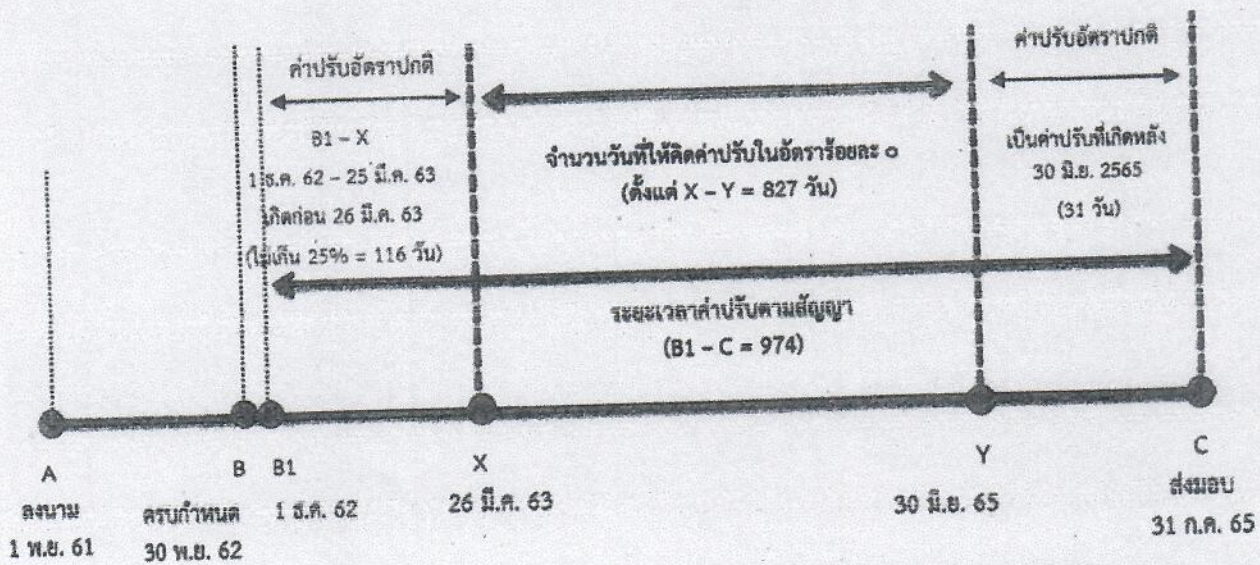 ค่าปรับอัตราปกติ
B1 – X
1 ธ.ค. 62 – 25 มี.ค. 63
เกิดก่อน 26 มี.ค. 63
(ไม่เกิน 25% = 116 วัน)
จำนวนวันที่ให้คิดค่าปรับในอัตราร้อยละ ๐
(ตั้งแต่ X – Y = 827 วัน)
ค่าปรับอัตราปกติ
เป็นค่าปรับที่เกิดหลัง
30 มิ.ย. 2565
(31 วัน)
ระยะเวลาค่าปรับตามสัญญา
(B1 – C = 974)
A
ลงนาม
1 พ.ย. 61
B
ครบกำหนด
30 พ.ย. 62
B1
1 ธ.ค. 62
X
26 มี.ค. 63
Y
30 มิ.ย. 65
C
ส่งมอบ
31 ก.ค. 65